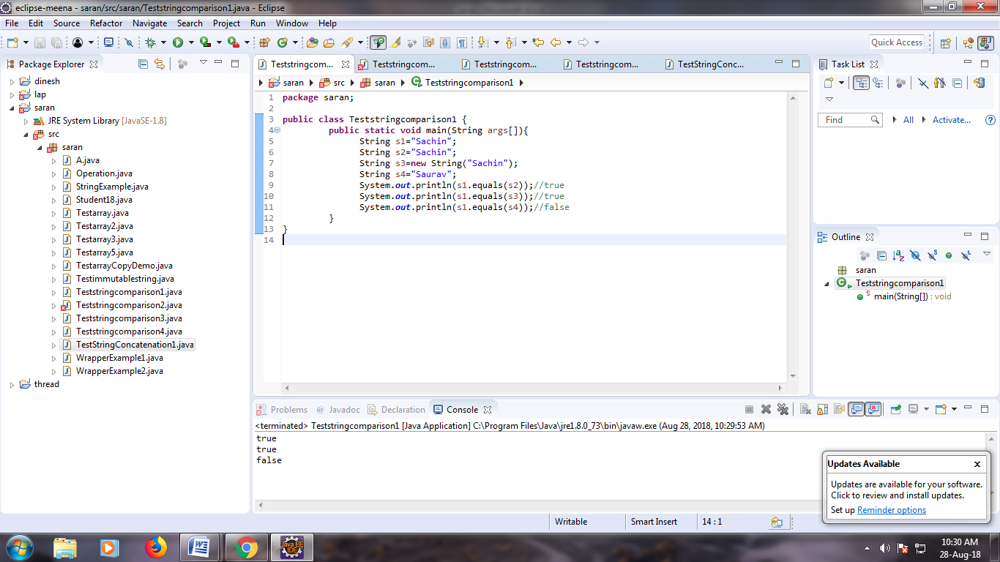 eclipse-meena - saran/src/saran/Teststringcomparison1.java - Eclipse
File Edit Source Refactor Navigate Search Project Run Window Help
Quick Access
Package Explorer
dinesh
lap
saran
JRE System Library [JavaSE-1.8]
src
saran
A.java
Operation.java
StringExample.java
Student18.java
Testarray.java
Testarray2.java
Testarray3.java
Testarray5.java
TestarrayCopyDemo.java
Testimmutablestring.java
Teststringcomparison1.java
Teststringcomparison2.java
Teststringcomparison3.java
Teststringcomparison4.java
TestStringConcatenation1.java
WrapperExample1.java
WrapperExample2.java
thread
Teststringcom... Teststringcom... Teststringcom... Teststringcom... TestStringConc...
saran src saran Teststringcomparison1
1 package saran;
2
3 public class Teststringcomparison1 {
4 public static void main(String args[]){
5 String s1="Sachin";
6 String s2="Sachin";
7 String s3=new String("Sachin");
8 String s4="Saurav";
9 System.out.println(s1.equals(s2));//true
10 System.out.println(s1.equals(s3));//true
11 System.out.println(s1.equals(s4));//false
12 }
13 }
14
Task List
Find All Activate...
Outline
saran
Teststringcomparison1
main(String[]) : void
Problems @ Javadoc Declaration Console
<terminated> Teststringcomparison1 [Java Application] C:\Program Files\Java\jre1.8.0_73\bin\javaw.exe (Aug 28, 2018, 10:29:53 AM)
true
true
false
Updates Available
Updates are available for your software.
Click to review and install updates.
Set up Reminder options
Writable Smart Insert 14 : 1
Java EE
IDE
10:30 AM
28-Aug-18